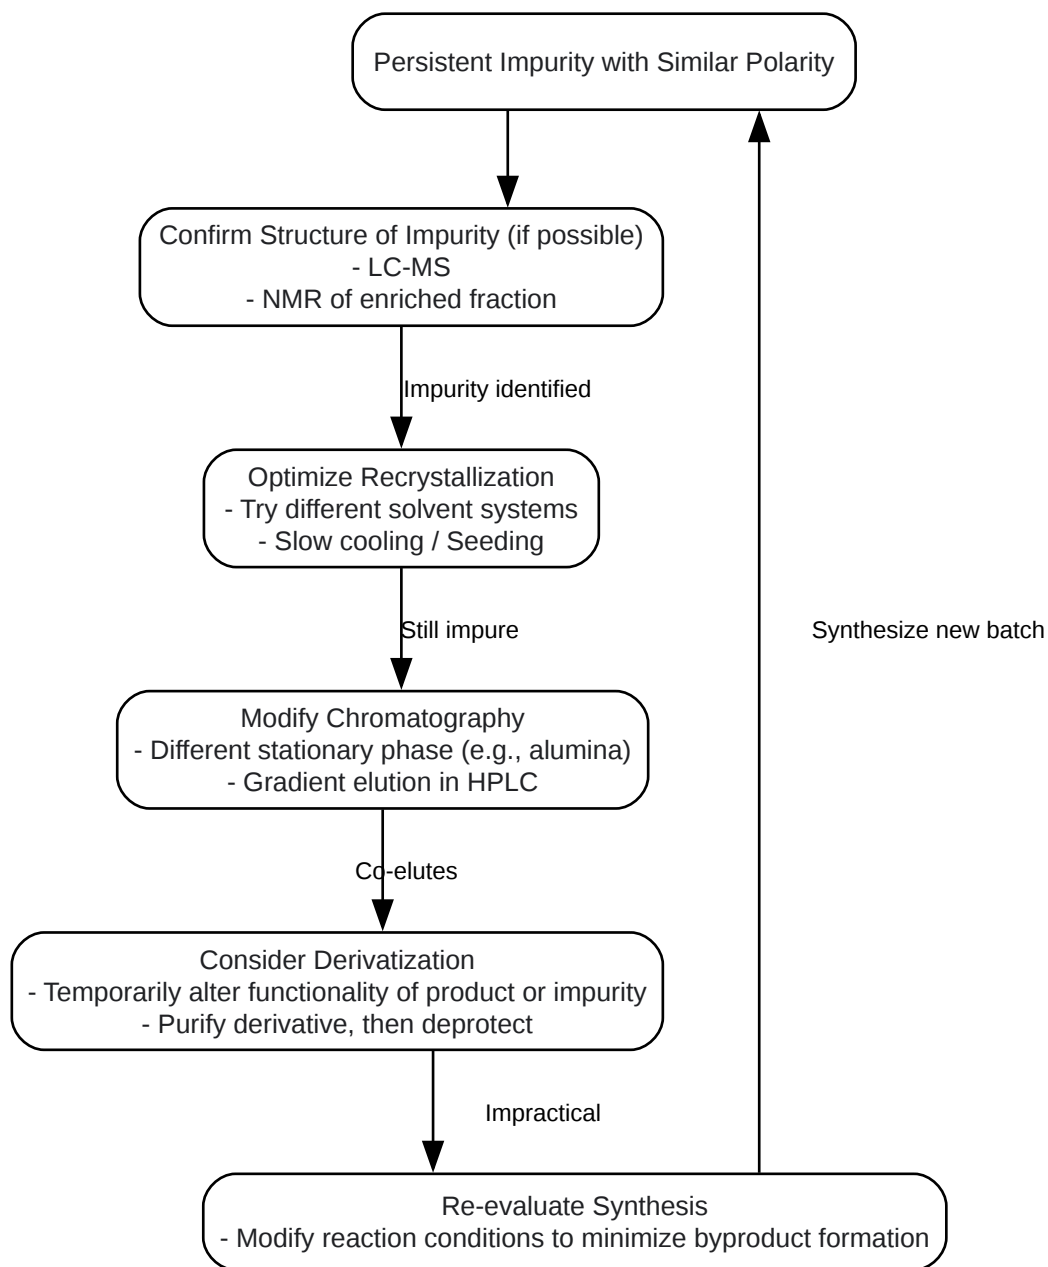 Persistent Impurity with Similar Polarity
Confirm Structure of Impurity (if possible)
- LC-MS
- NMR of enriched fraction
Impurity identified
Optimize Recrystallization
- Try different solvent systems
- Slow cooling / Seeding
Still impure
Synthesize new batch
Modify Chromatography
- Different stationary phase (e.g., alumina)
- Gradient elution in HPLC
Co-elutes
Consider Derivatization
- Temporarily alter functionality of product or impurity
- Purify derivative, then deprotect
Impractical
Re-evaluate Synthesis
- Modify reaction conditions to minimize byproduct formation